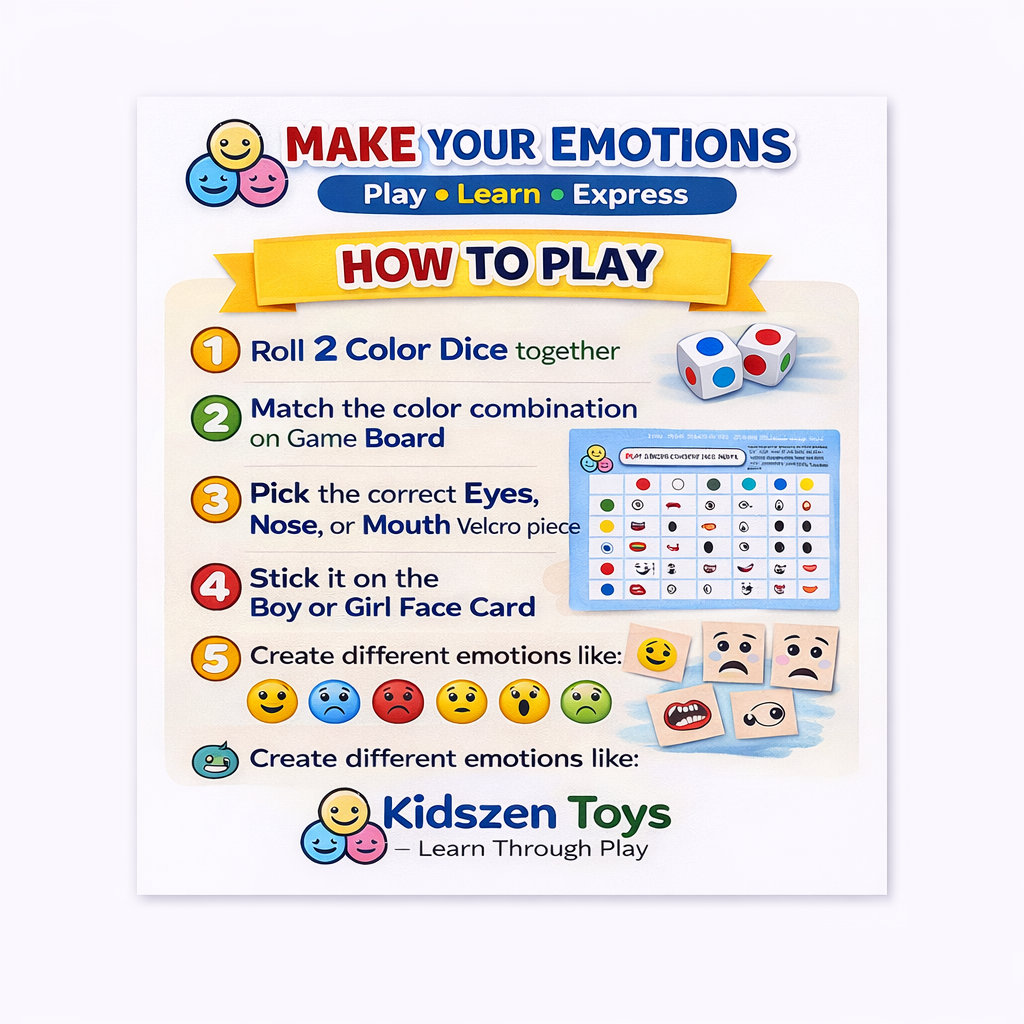 MAKE YOUR EMOTIONS
Play • Learn • Express
HOW TO PLAY
1 Roll 2 Color Dice together
2 Match the color combination
on Game Board
3 Pick the correct Eyes,
Nose, or Mouth Velcro piece
4 Stick it on the
Boy or Girl Face Card
5 Create different emotions like:
Create different emotions like:
Kidszen Toys
– Learn Through Play